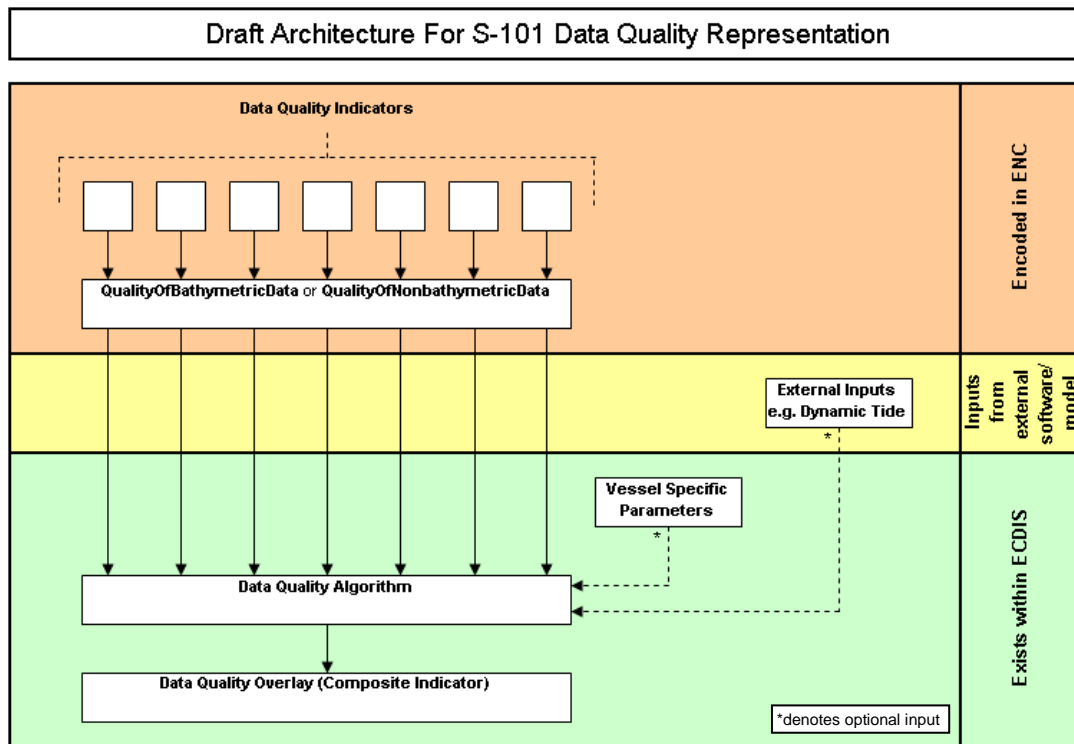 Draft Architecture For S-101 Data Quality Representation
Data Quality Indicators
Encoded in ENC
QualityOfBathymetricData or QualityOfNonbathymetricData
External Inputs
e.g. Dynamic Tide
*
Inputs
from
external
software/
model
Vessel Specific
Parameters
*
Data Quality Algorithm
Data Quality Overlay (Composite Indicator)
*denotes optional input
Exists within ECDIS